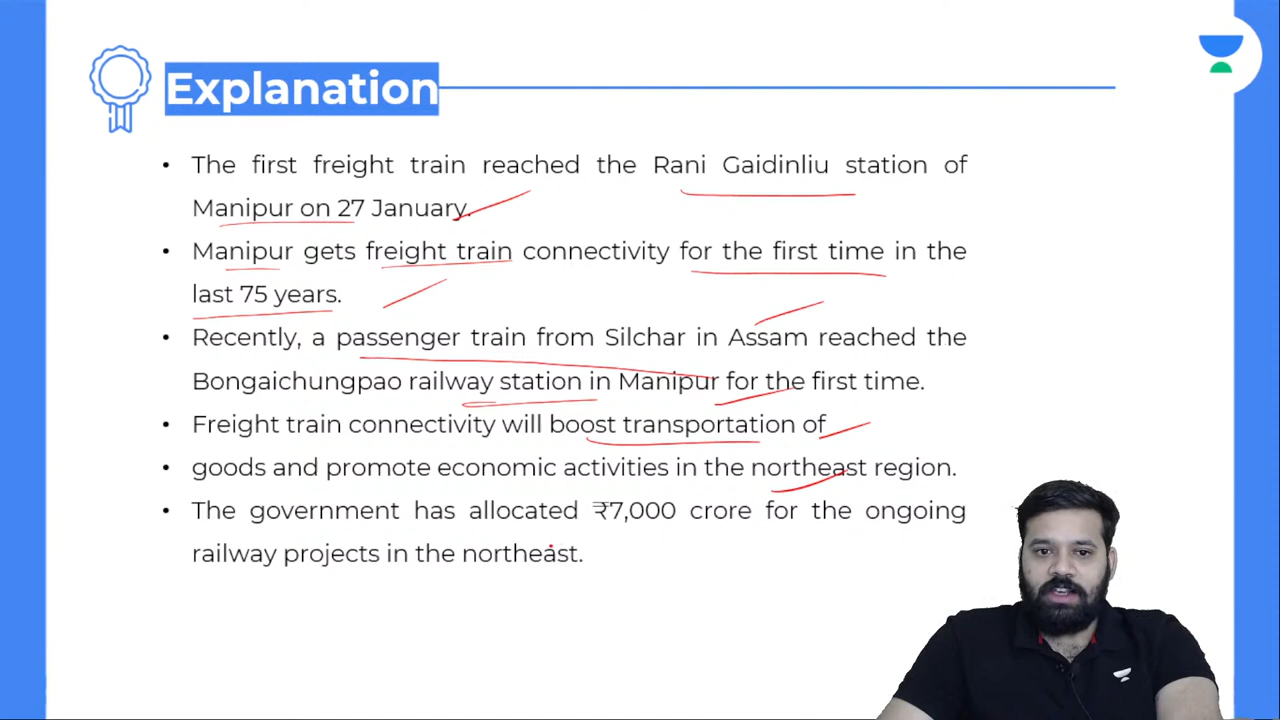 Explanation
• The first freight train reached the Rani Gaidinliu station of
Manipur on 27 January.
• Manipur gets freight train connectivity for the first time in the
last 75 years.
• Recently, a passenger train from Silchar in Assam reached the
Bongaichungpao railway station in Manipur for the first time.
• Freight train connectivity will boost transportation of
• goods and promote economic activities in the northeast region.
• The government has allocated ₹7,000 crore for the ongoing
railway projects in the northeast.